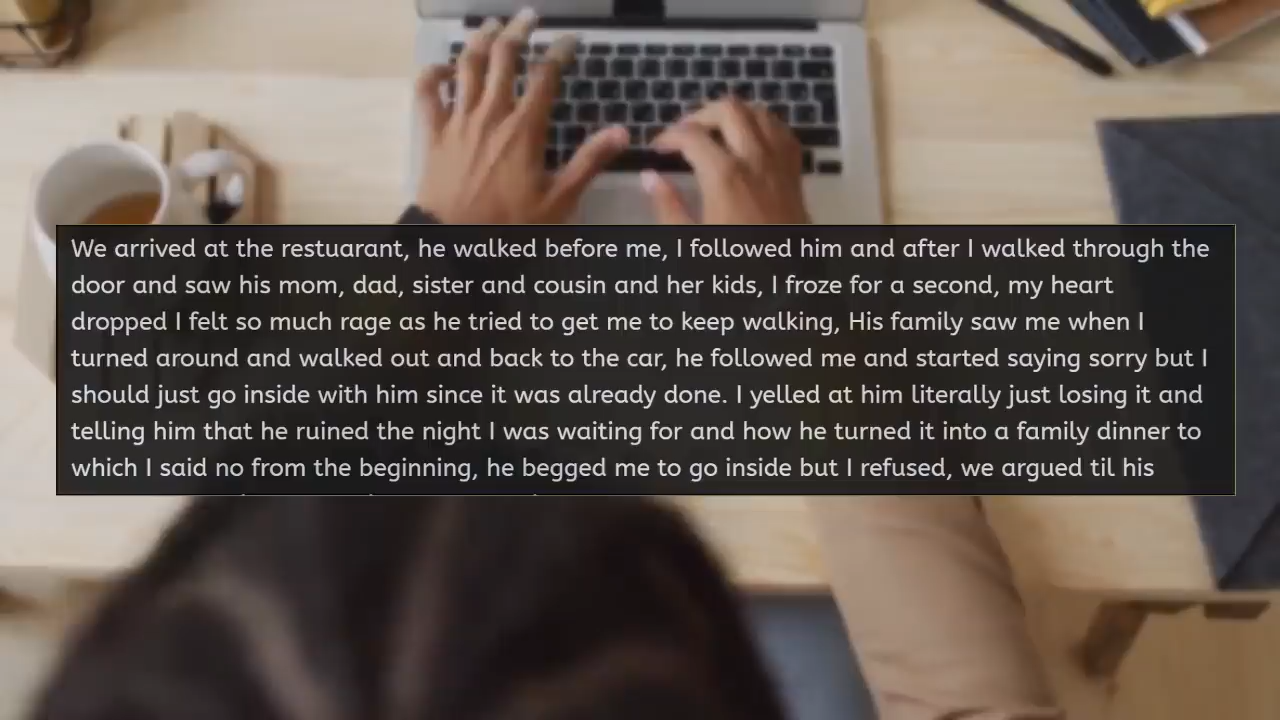 We arrived at the restuarant, he walked before me, I followed him and after I walked through the
door and saw his mom, dad, sister and cousin and her kids, I froze for a second, my heart
dropped I felt so much rage as he tried to get me to keep walking, His family saw me when I
turned around and walked out and back to the car, he followed me and started saying sorry but I
should just go inside with him since it was already done. I yelled at him literally just losing it and
telling him that he ruined the night I was waiting for and how he turned it into a family dinner to
which I said no from the beginning, he begged me to go inside but I refused, we argued til his